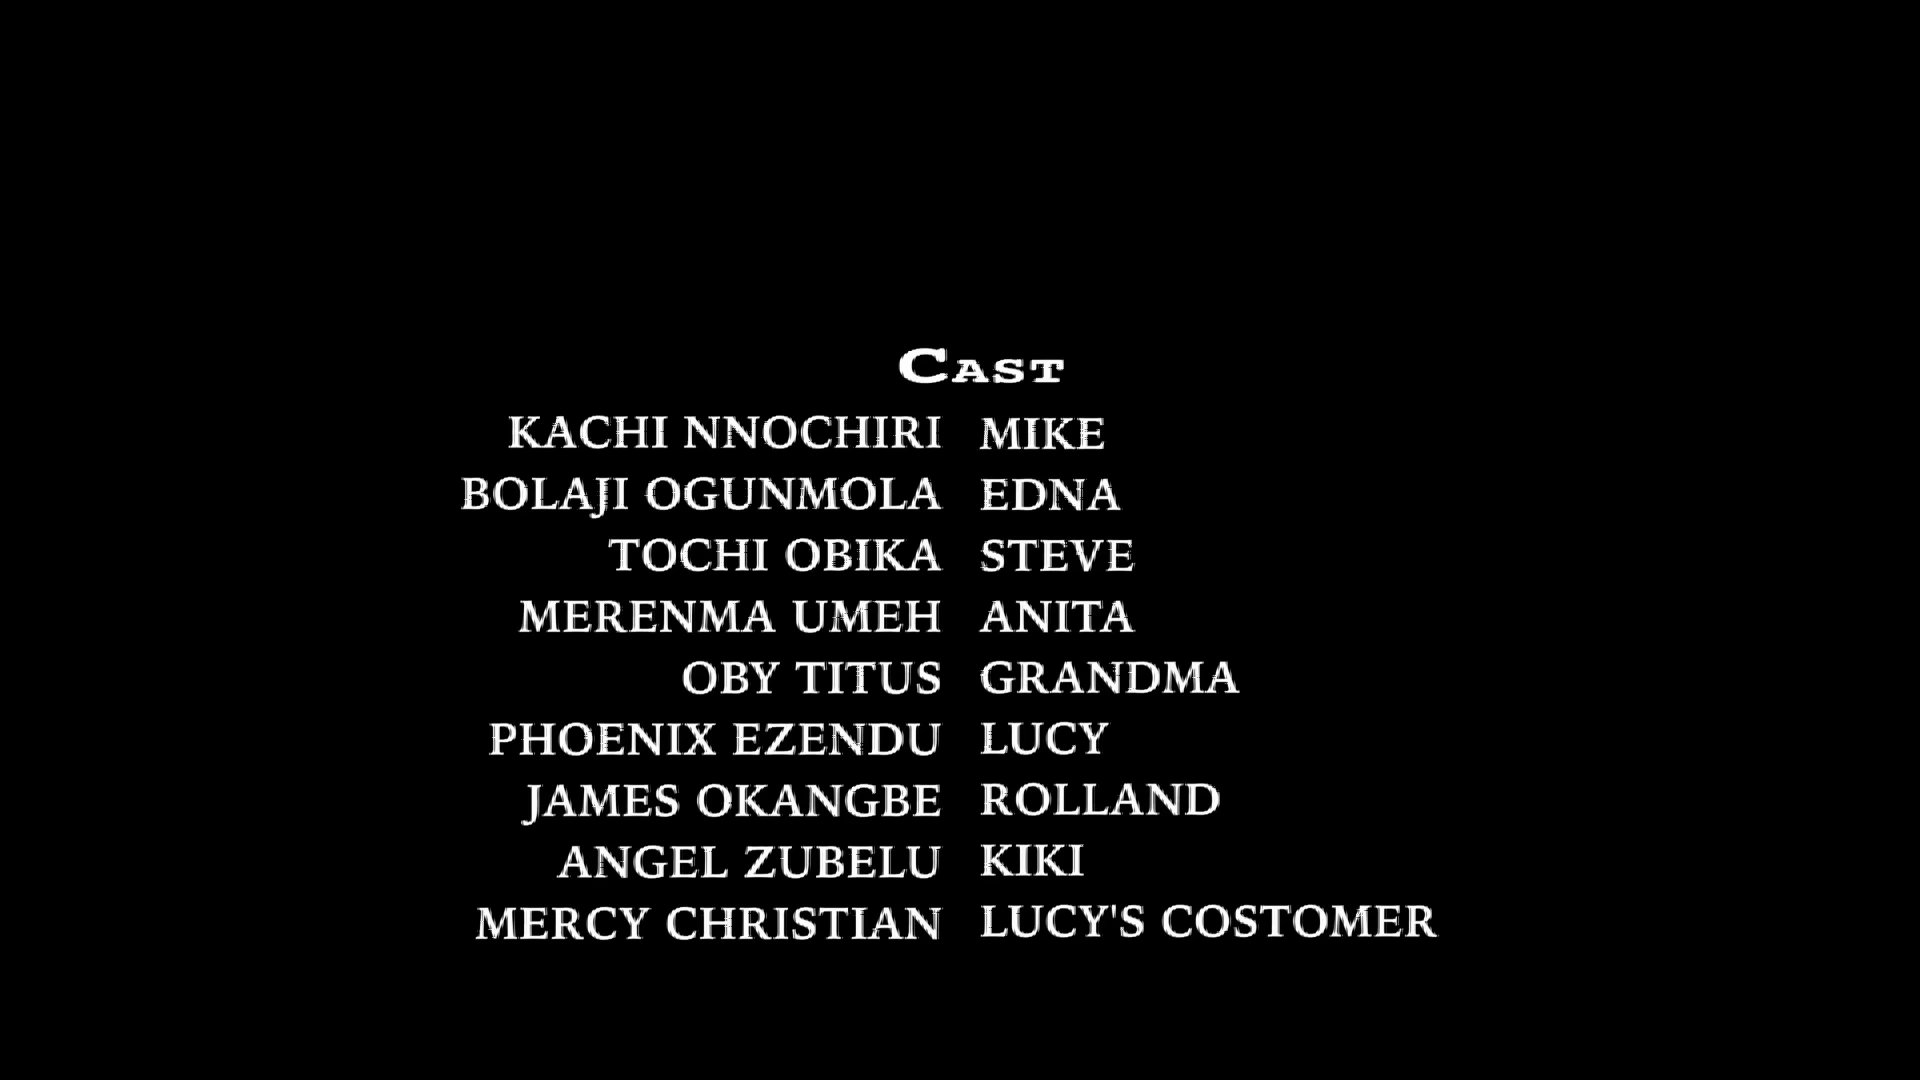 Cast
KACHI NNOCHIRI MIKE
BOLAJI OGUNMOLA EDNA
TOCHI OBIKA STEVE
MERENMA UMEH ANITA
OBY TITUS GRANDMA
PHOENIX EZENDU LUCY
JAMES OKANGBE ROLLAND
ANGEL ZUBELU KIKI
MERCY CHRISTIAN LUCY'S COSTOMER